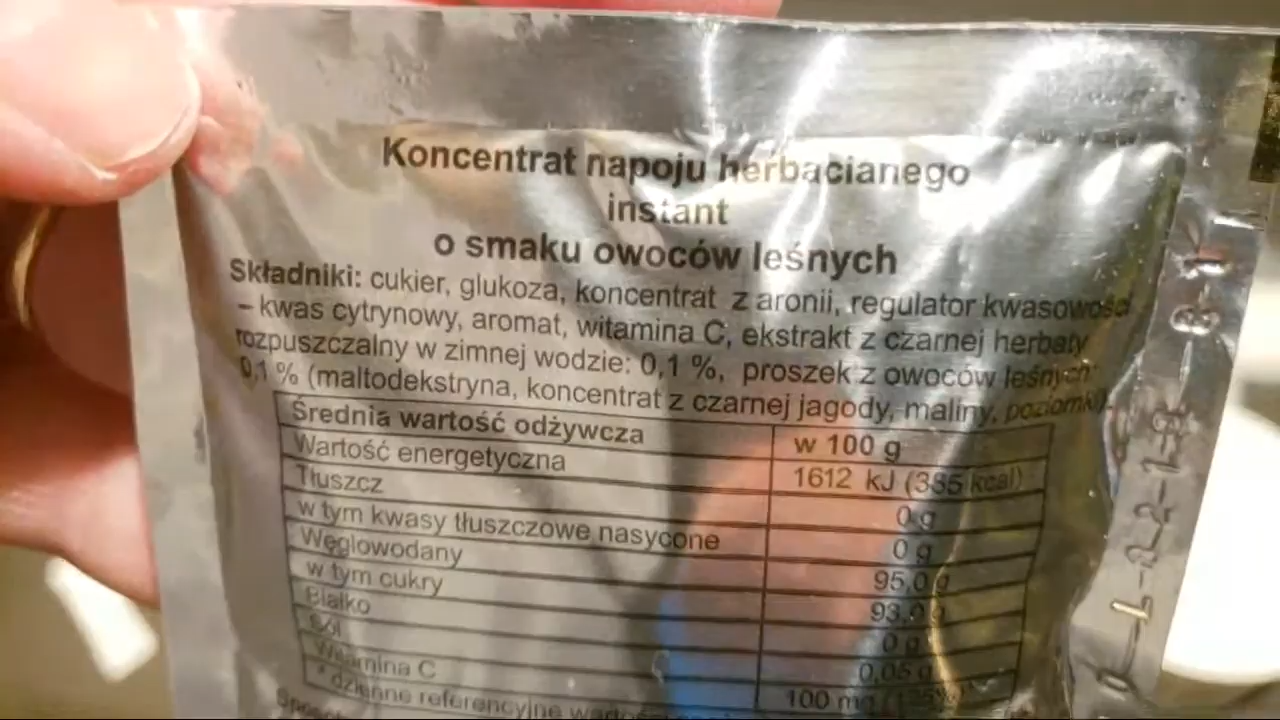 Koncentrat napoju herbacianego
instant
o smaku owoców leśnych
Składniki: cukier, glukoza, koncentrat z aronii, regulator kwasowości
– kwas cytrynowy, aromat, witamina C, ekstrakt z czarnej herbaty
rozpuszczalny w zimnej wodzie: 0,1 %, proszek z owoców leśnych:
0,1 % (maltodekstryna, koncentrat z czarnej jagody, maliny, poziomki).
Średnia wartość odżywcza w 100 g
Wartość energetyczna 1612 kJ (385 kcal)
Tłuszcz 0 g
w tym kwasy tłuszczowe nasycone 0 g
Węglowodany 95,0 g
w tym cukry 93,0 g
Białko 0 g
Sól 0,05 g
Witamina C 100 mg
* dzienne referencyjne